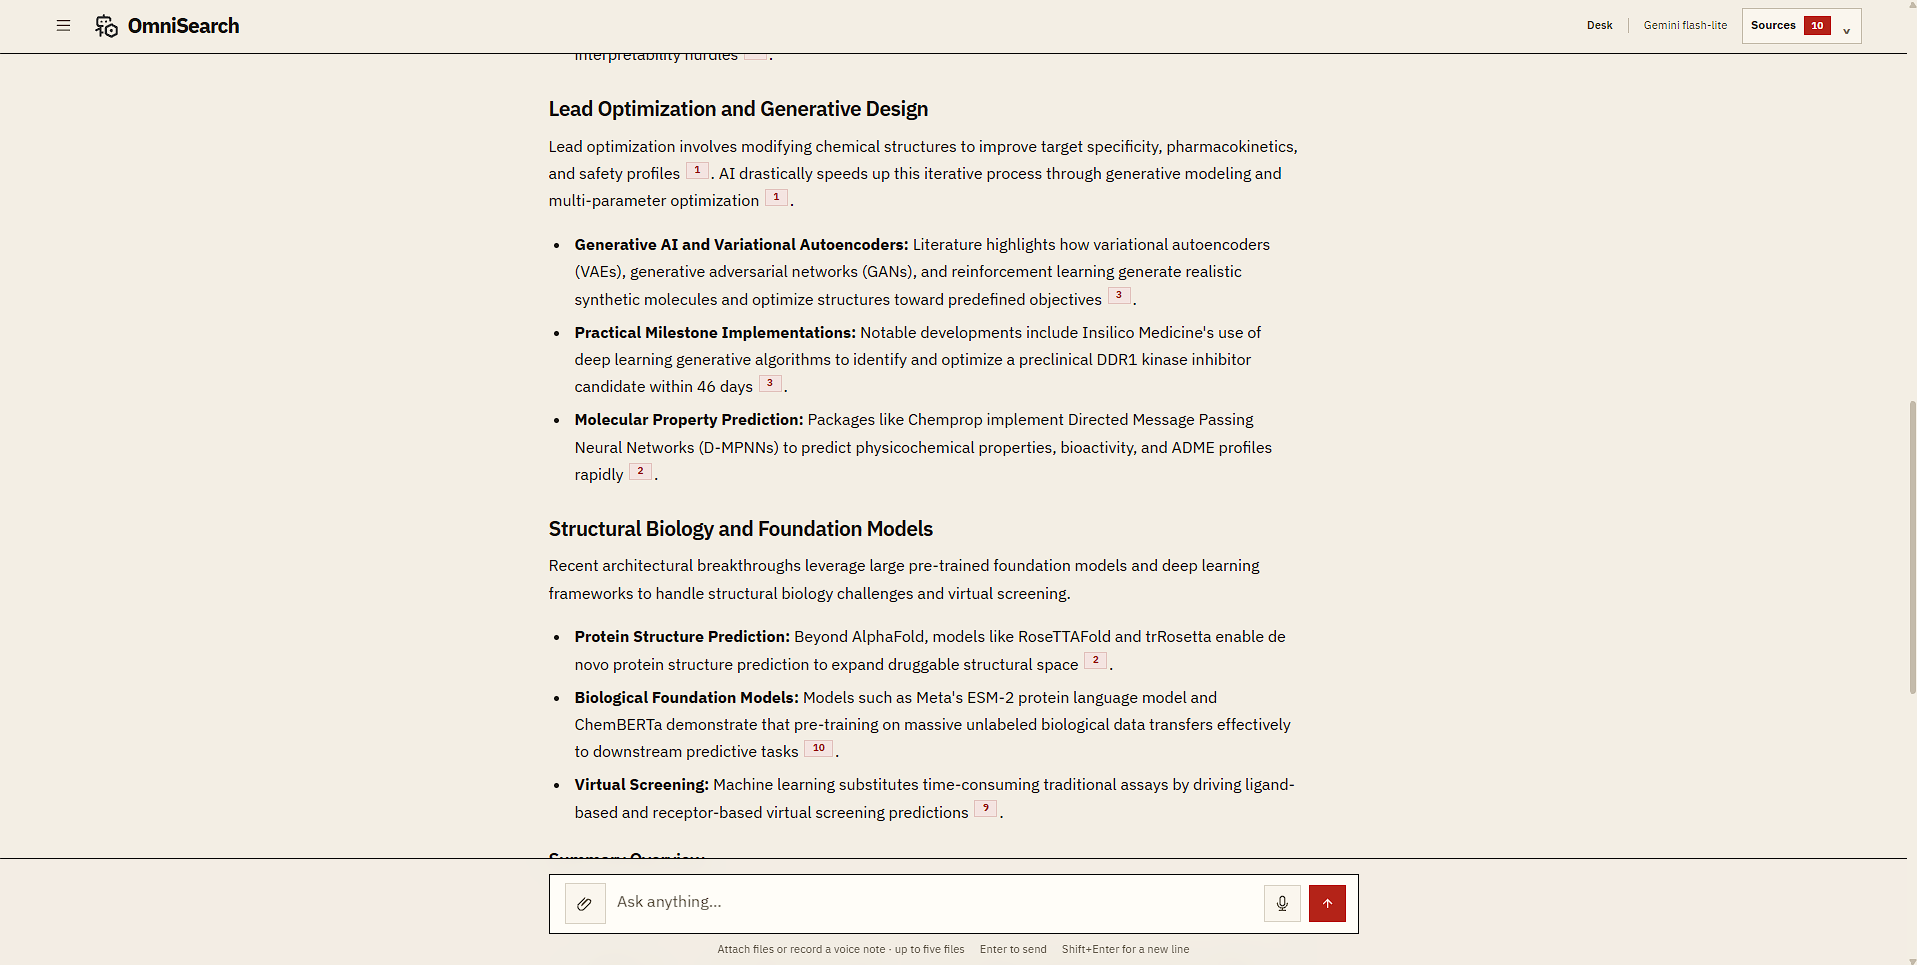 OmniSearch
Desk
Gemini flash-lite
Sources 10
interpretability hurdles
Lead Optimization and Generative Design
Lead optimization involves modifying chemical structures to improve target specificity, pharmacokinetics,
and safety profiles 1 . AI drastically speeds up this iterative process through generative modeling and
multi-parameter optimization 1 .
• Generative AI and Variational Autoencoders: Literature highlights how variational autoencoders
(VAEs), generative adversarial networks (GANs), and reinforcement learning generate realistic
synthetic molecules and optimize structures toward predefined objectives 3 .
• Practical Milestone Implementations: Notable developments include Insilico Medicine's use of
deep learning generative algorithms to identify and optimize a preclinical DDR1 kinase inhibitor
candidate within 46 days 3 .
• Molecular Property Prediction: Packages like Chemprop implement Directed Message Passing
Neural Networks (D-MPNNs) to predict physicochemical properties, bioactivity, and ADME profiles
rapidly 2 .
Structural Biology and Foundation Models
Recent architectural breakthroughs leverage large pre-trained foundation models and deep learning
frameworks to handle structural biology challenges and virtual screening.
• Protein Structure Prediction: Beyond AlphaFold, models like RoseTTAFold and trRosetta enable de
novo protein structure prediction to expand druggable structural space 2 .
• Biological Foundation Models: Models such as Meta's ESM-2 protein language model and
ChemBERTa demonstrate that pre-training on massive unlabeled biological data transfers effectively
to downstream predictive tasks 10 .
• Virtual Screening: Machine learning substitutes time-consuming traditional assays by driving ligand-
based and receptor-based virtual screening predictions 9 .
Summary Overview
Ask anything...
Attach files or record a voice note · up to five files Enter to send Shift+Enter for a new line